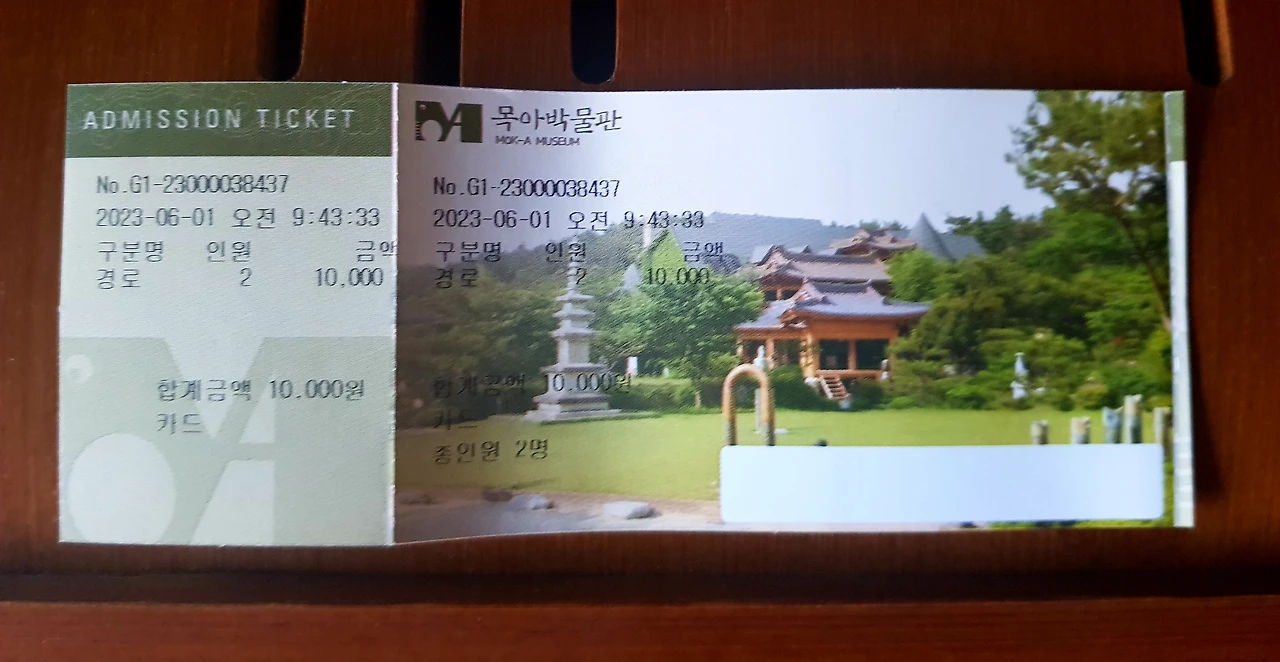 ADMISSION TICKET
No.G1-23000038437
2023-06-01 오전 9:43:33
구분명 인원 금액
경로 2 10,000
합계금액 10.000원
카드
목아박물관
MOK-A MUSEUM
No.G1-23000038437
2023-06-01 오전 9:43:33
구분명 인원 금액
경로 2 10,000
합계금액 10.000원
카드
총인원 2명